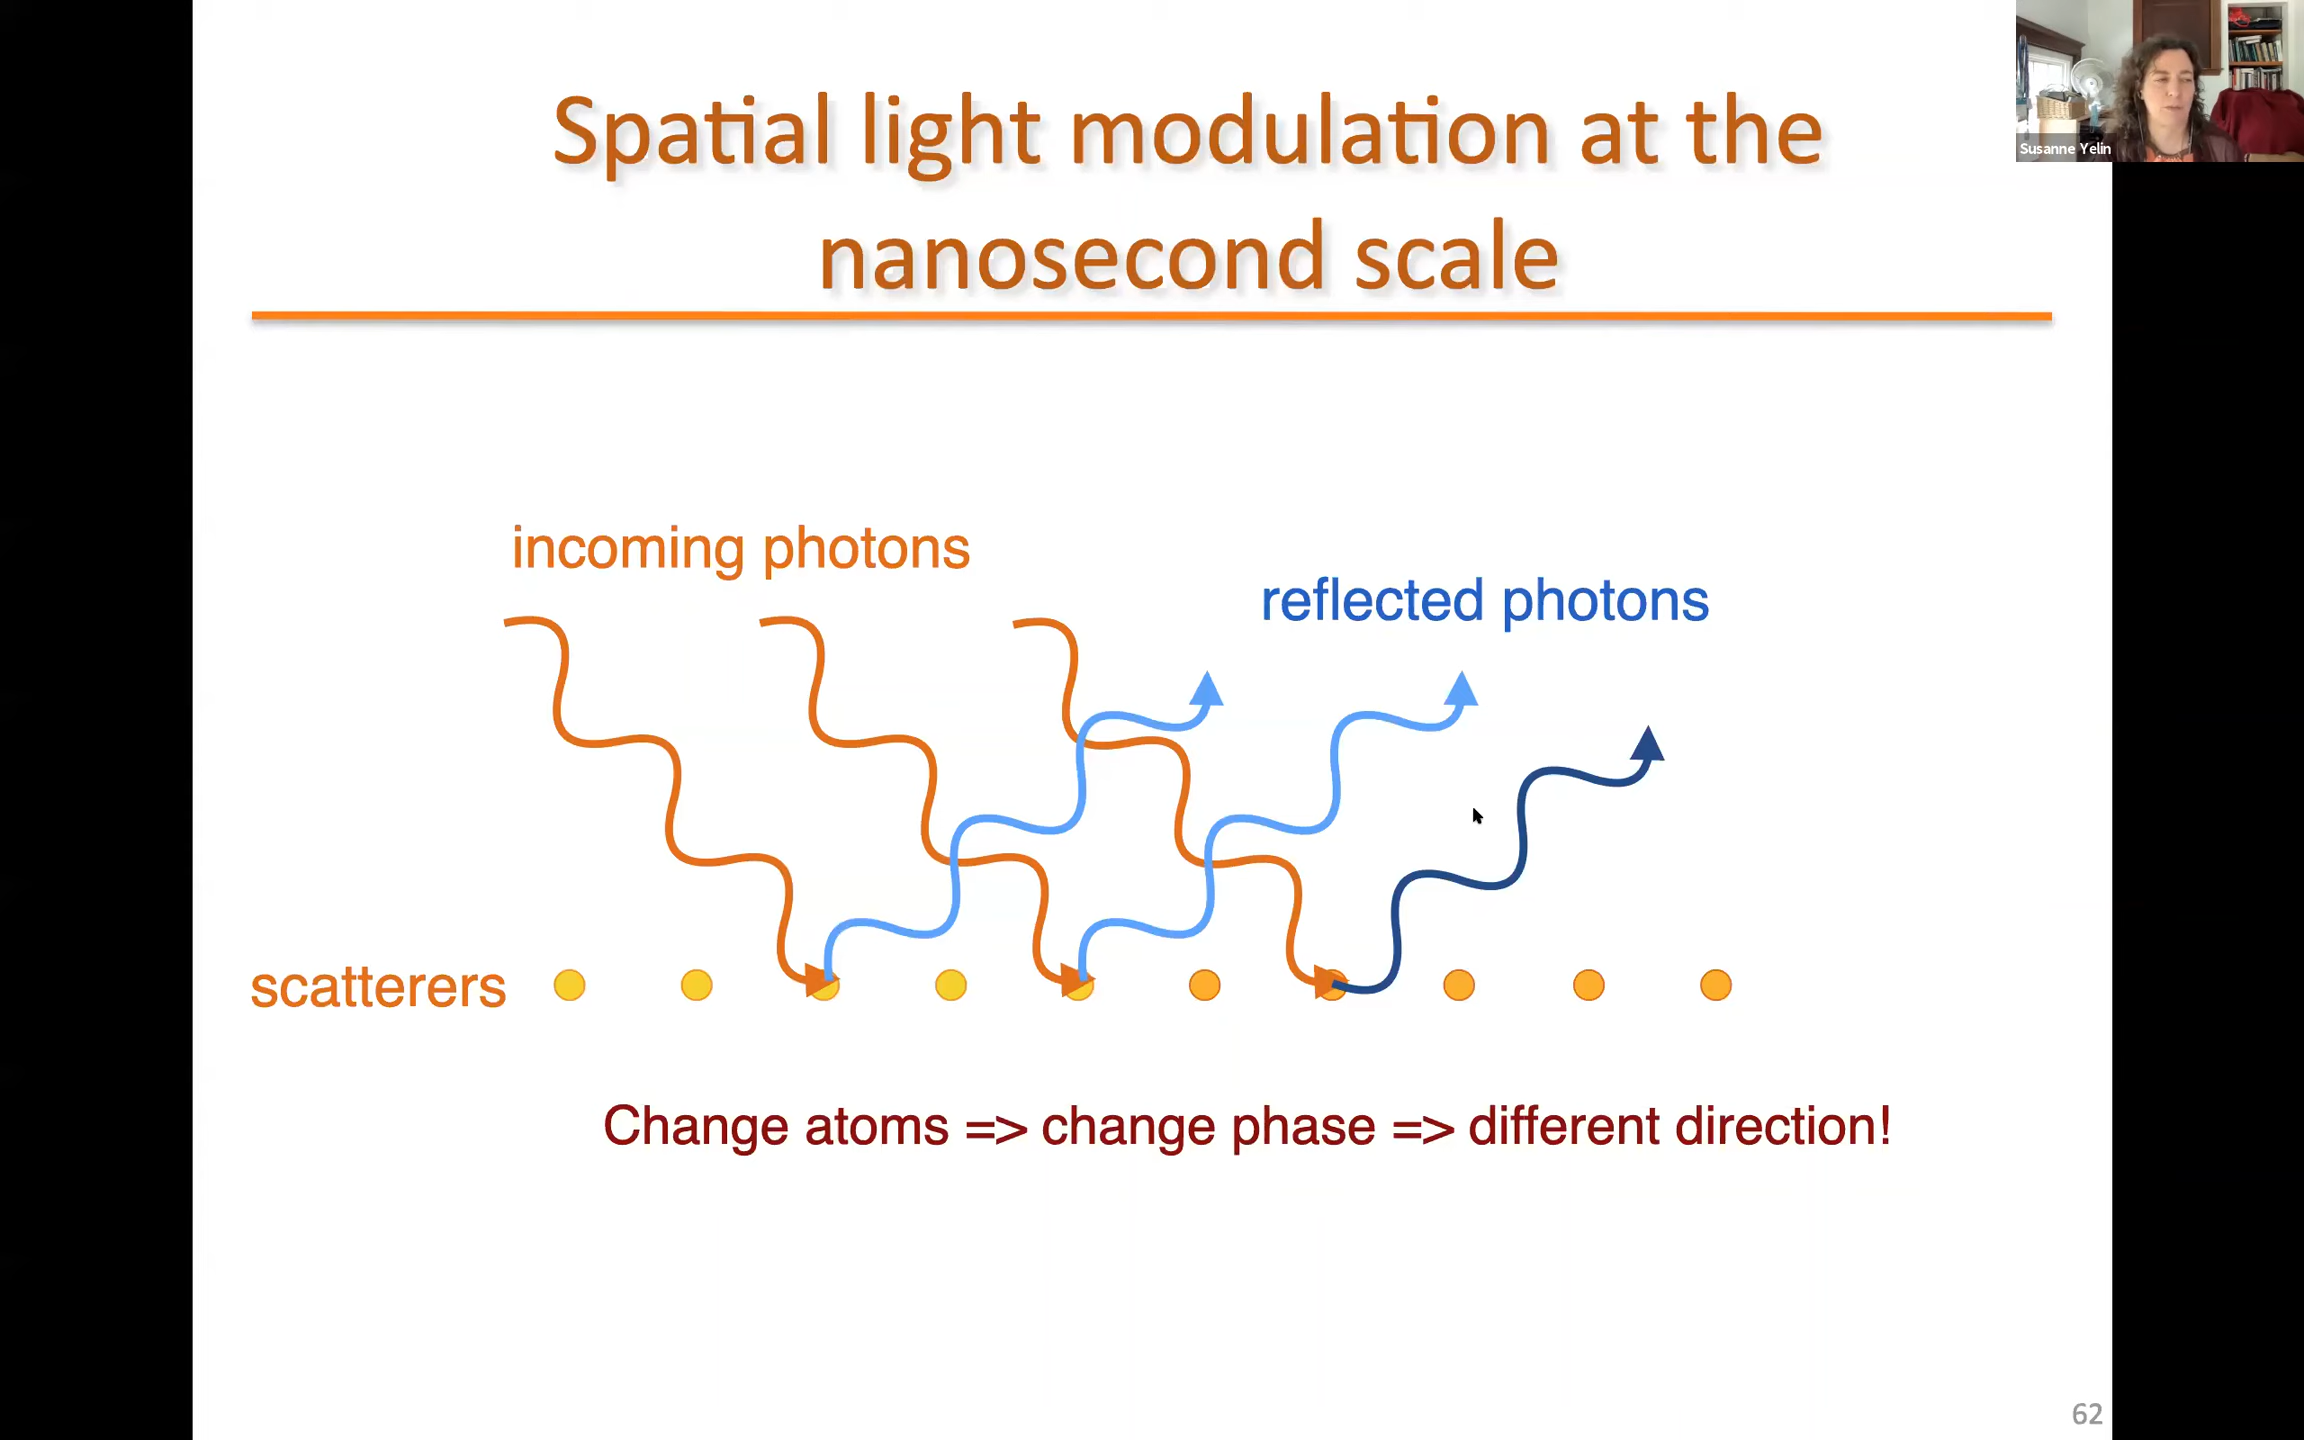 Spatial light modulation at the
nanosecond scale
Susanne Yelin
incoming photons
reflected photons
scatterers
Change atoms => change phase => different direction!
62